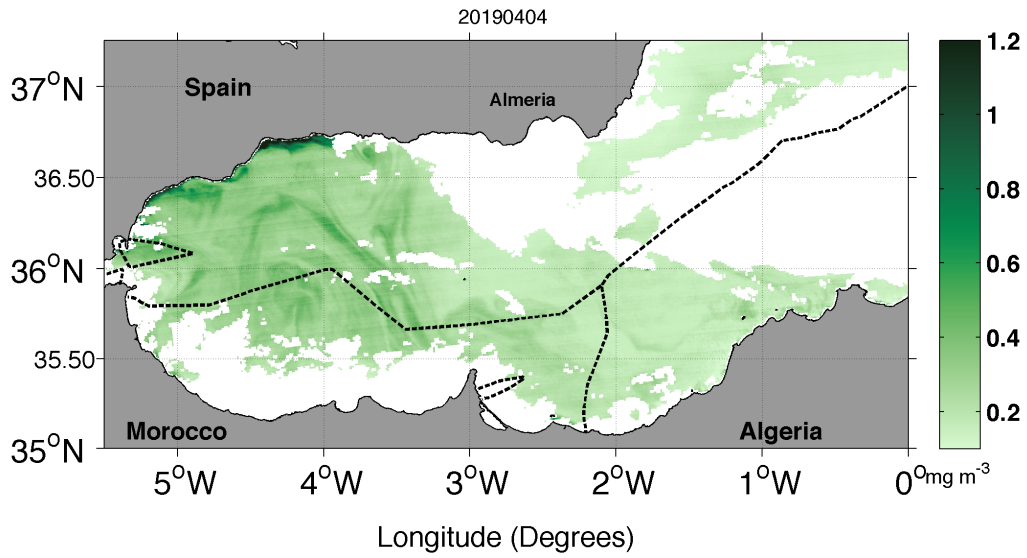 20190404
Spain
Almeria
Morocco
Algeria
37°N
36.50
36°N
35.50
35°N
5°W
4°W
3°W
2°W
1°W
0°
Longitude (Degrees)
1.2
1
0.8
0.6
0.4
0.2
mg m⁻³